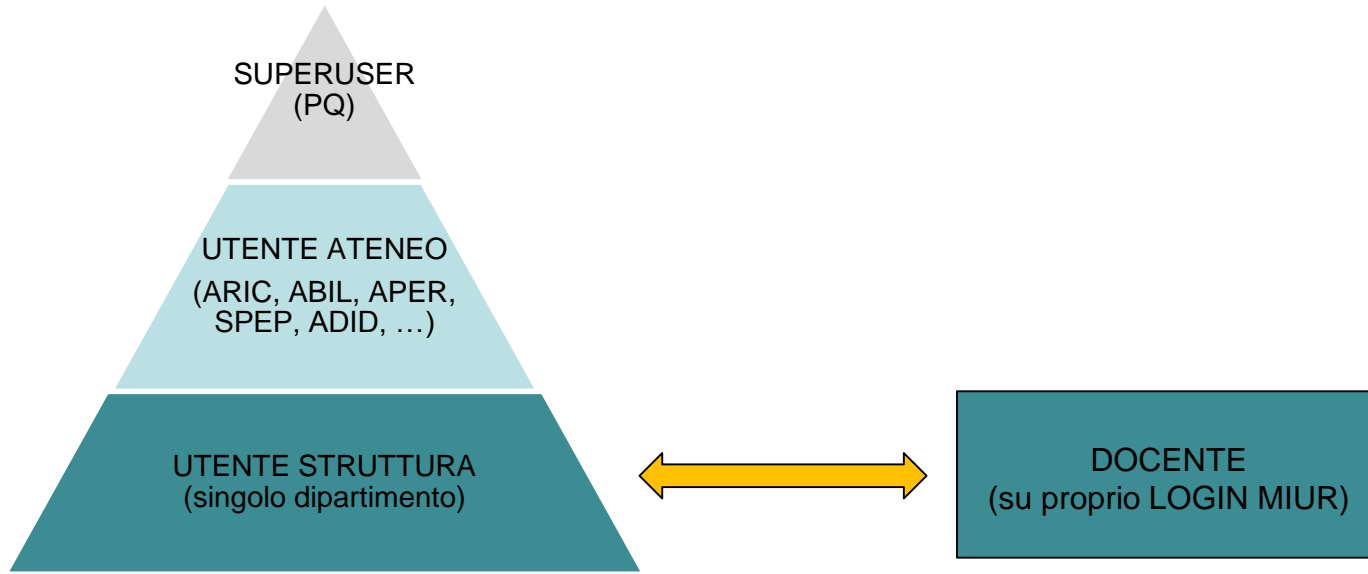 SUPERUSER
(PQ)
UTENTE ATENEO
(ARIC, ABIL, APER,
SPEP, ADID, …)
UTENTE STRUTTURA
(singolo dipartimento)
DOCENTE
(su proprio LOGIN MIUR)